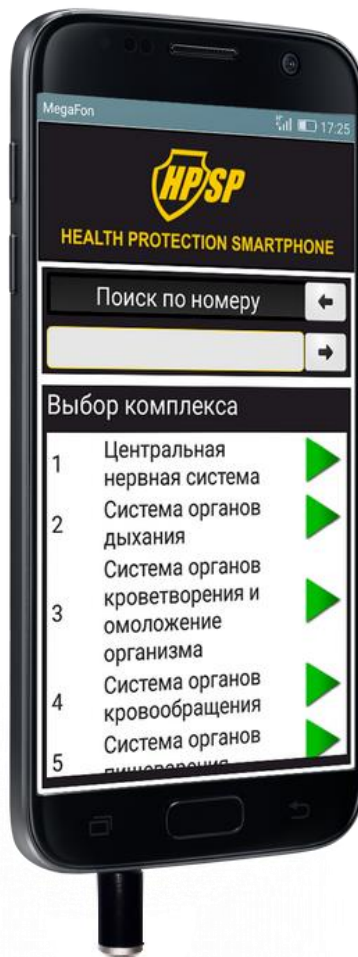 MegaFon
17:25
HPSP
HEALTH PROTECTION SMARTPHONE
Поиск по номеру
Выбор комплекса
1 Центральная
нервная система
2 Система органов
дыхания
3 Система органов
кроветворения и
омоложение
организма
4 Система органов
кровообращения
5 Система органов
пищеварения